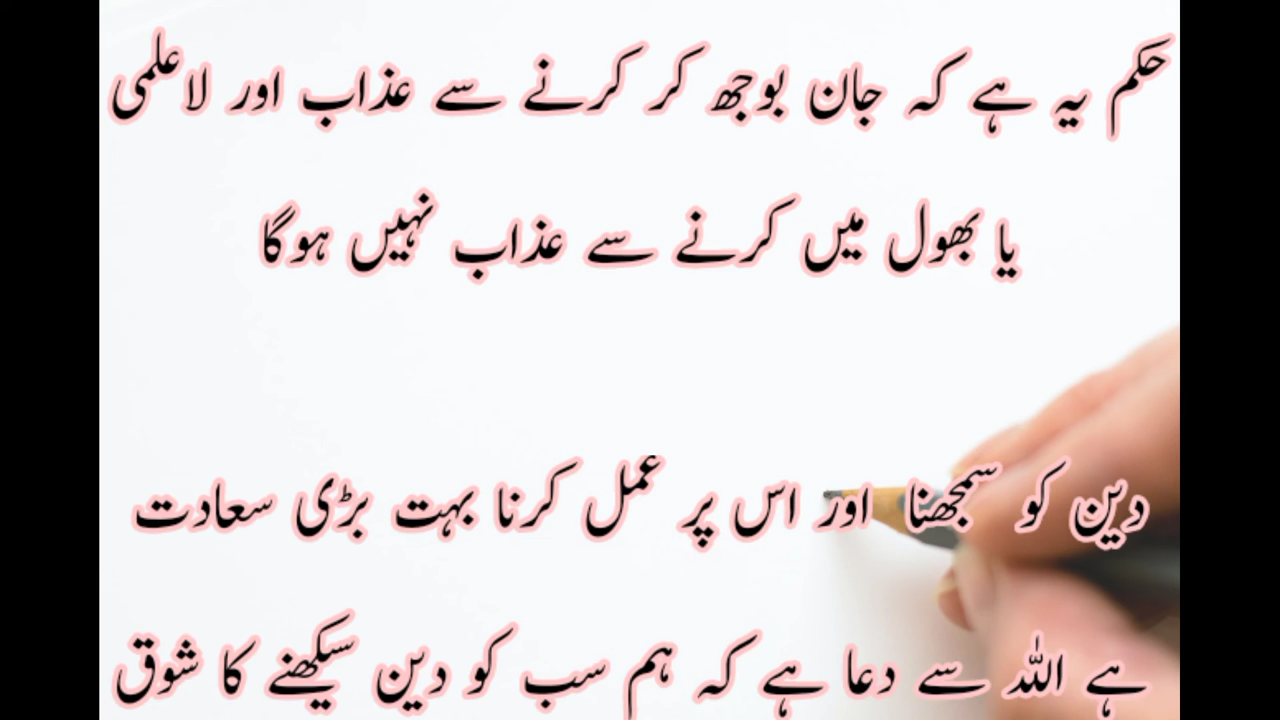 حکم یہ ہے کہ جان بوجھ کر کرنے سے عذاب اور لاعلمی
یا بھول میں کرنے سے عذاب نہیں ہوگا
دین کو سمجھنا اور اس پر عمل کرنا بہت بڑی سعادت
ہے اللہ سے دعا ہے کہ ہم سب کو دین سیکھنے کا شوق